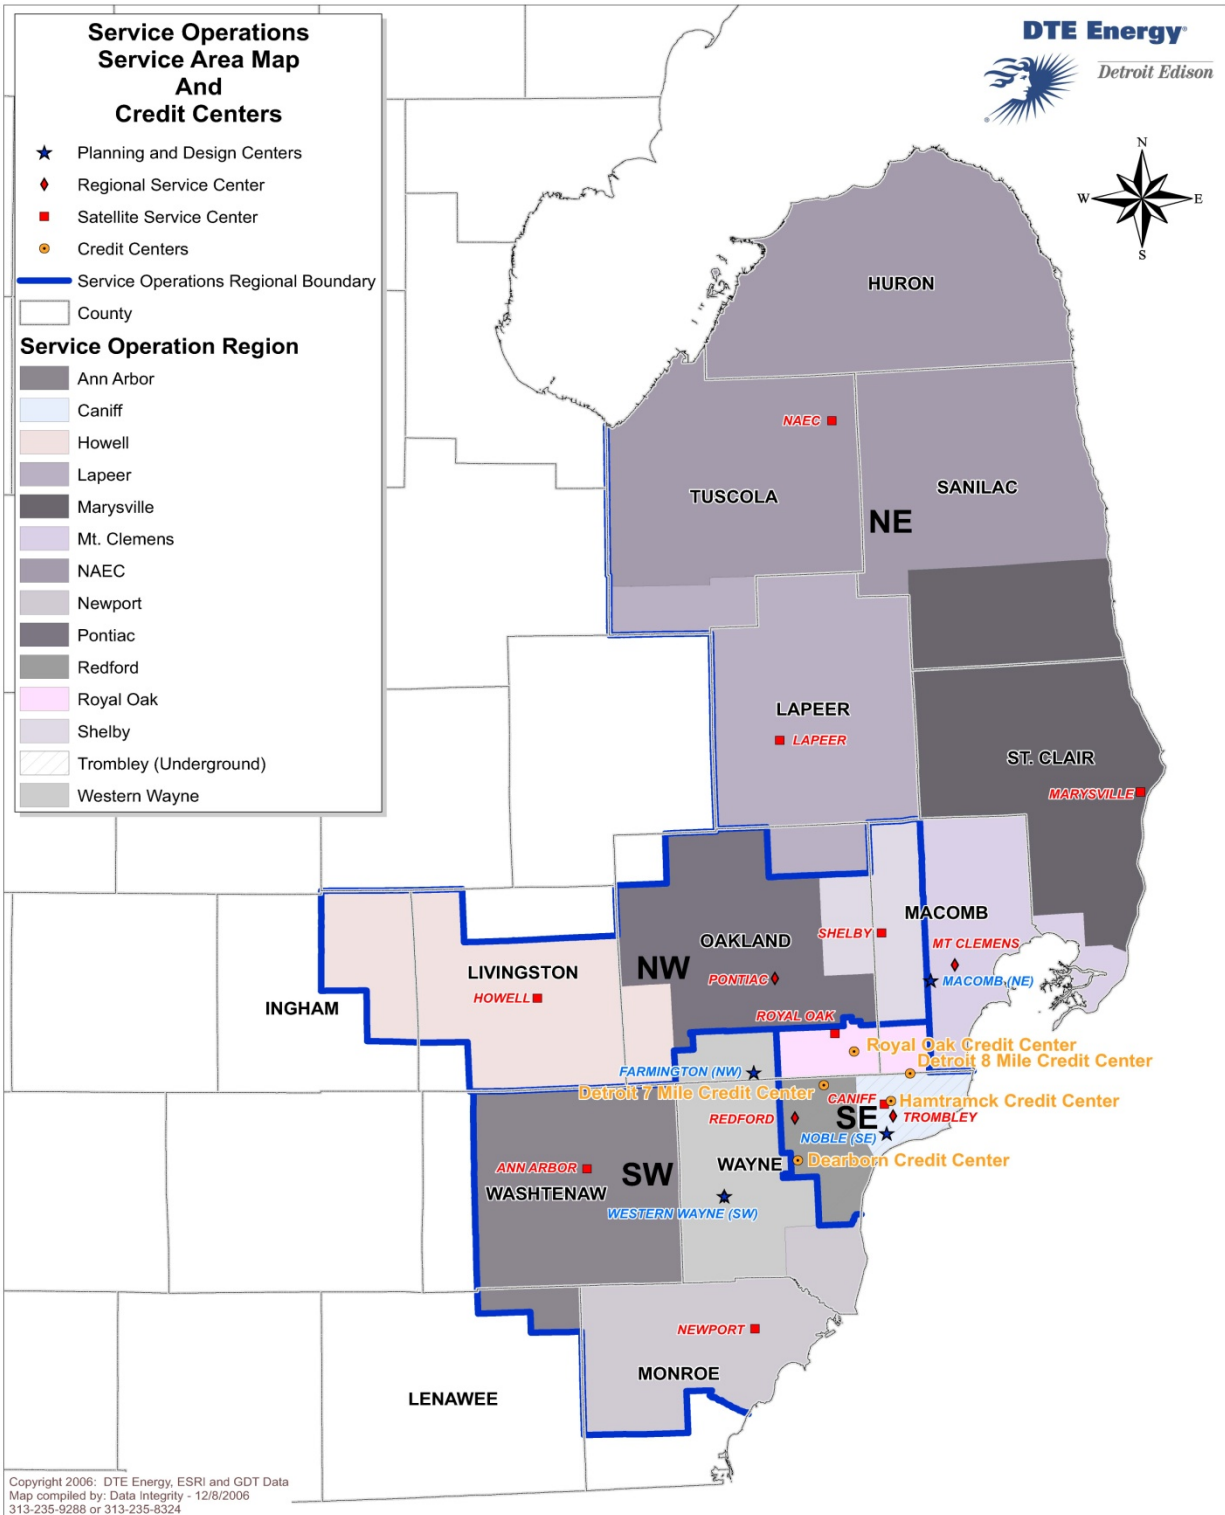 Service Operations
Service Area Map
And
Credit Centers
Planning and Design Centers
Regional Service Center
Satellite Service Center
Credit Centers
Service Operations Regional Boundary
County
Service Operation Region
Ann Arbor
Caniff
Howell
Lapeer
Marysville
Mt. Clemens
NAEC
Newport
Pontiac
Redford
Royal Oak
Shelby
Trombley (Underground)
Western Wayne
DTE Energy®
Detroit Edison
®
N
W
E
S
HURON
NAEC
TUSCOLA
SANILAC
NE
LAPEER
LAPEER
ST. CLAIR
MARYSVILLE
MACOMB
SHELBY
OAKLAND
MT CLEMENS
NW
LIVINGSTON
PONTIAC
MACOMB (NE)
HOWELL
INGHAM
ROYAL OAK
Royal Oak Credit Center
Detroit 8 Mile Credit Center
FARMINGTON (NW)
Detroit 7 Mile Credit Center
CANIFF
Hamtramck Credit Center
REDFORD
SE
TROMBLEY
NOBLE (SE)
Dearborn Credit Center
ANN ARBOR
SW
WAYNE
WASHTENAW
WESTERN WAYNE (SW)
NEWPORT
MONROE
LENAWEE
Copyright 2006: DTE Energy, ESRI and GDT Data
Map compiled by: Data Integrity - 12/8/2006
313-235-9288 or 313-235-8324